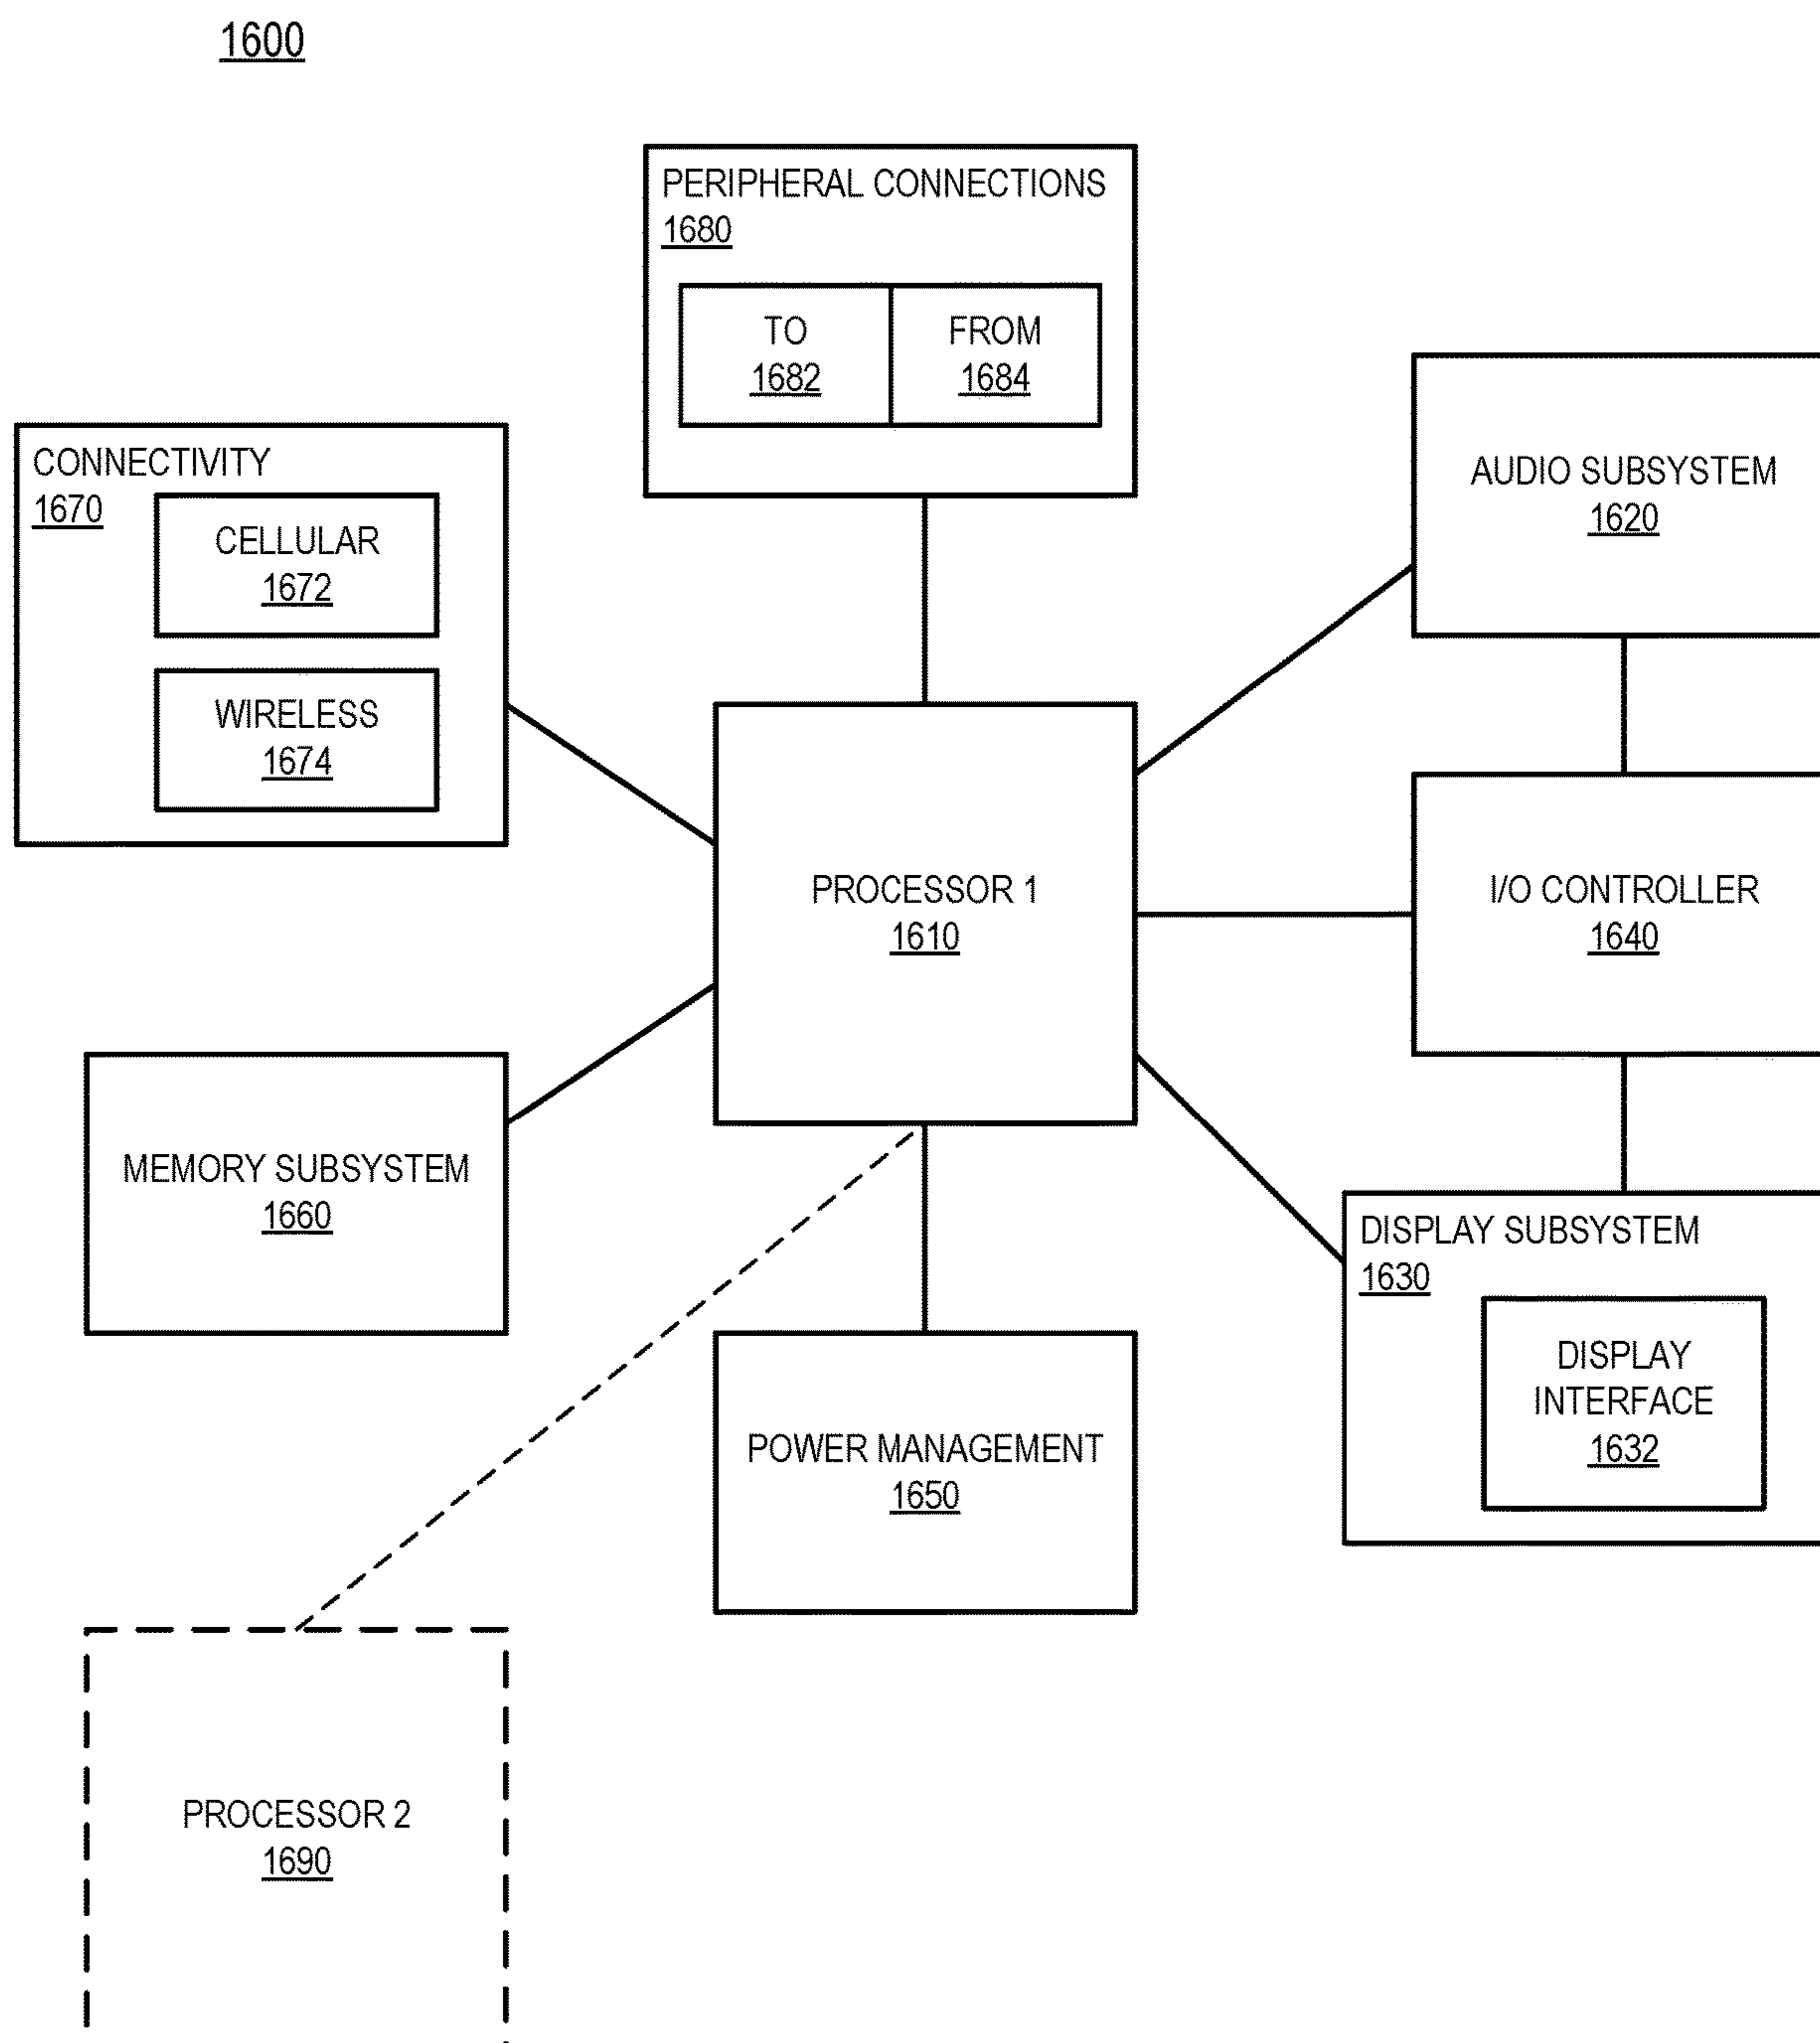 1600
PERIPHERAL CONNECTIONS
1680
TO
1682
FROM
1684
CONNECTIVITY
1670
CELLULAR
1672
WIRELESS
1674
AUDIO SUBSYSTEM
1620
PROCESSOR 1
1610
I/O CONTROLLER
1640
MEMORY SUBSYSTEM
1660
DISPLAY SUBSYSTEM
1630
DISPLAY
INTERFACE
1632
POWER MANAGEMENT
1650
PROCESSOR 2
1690